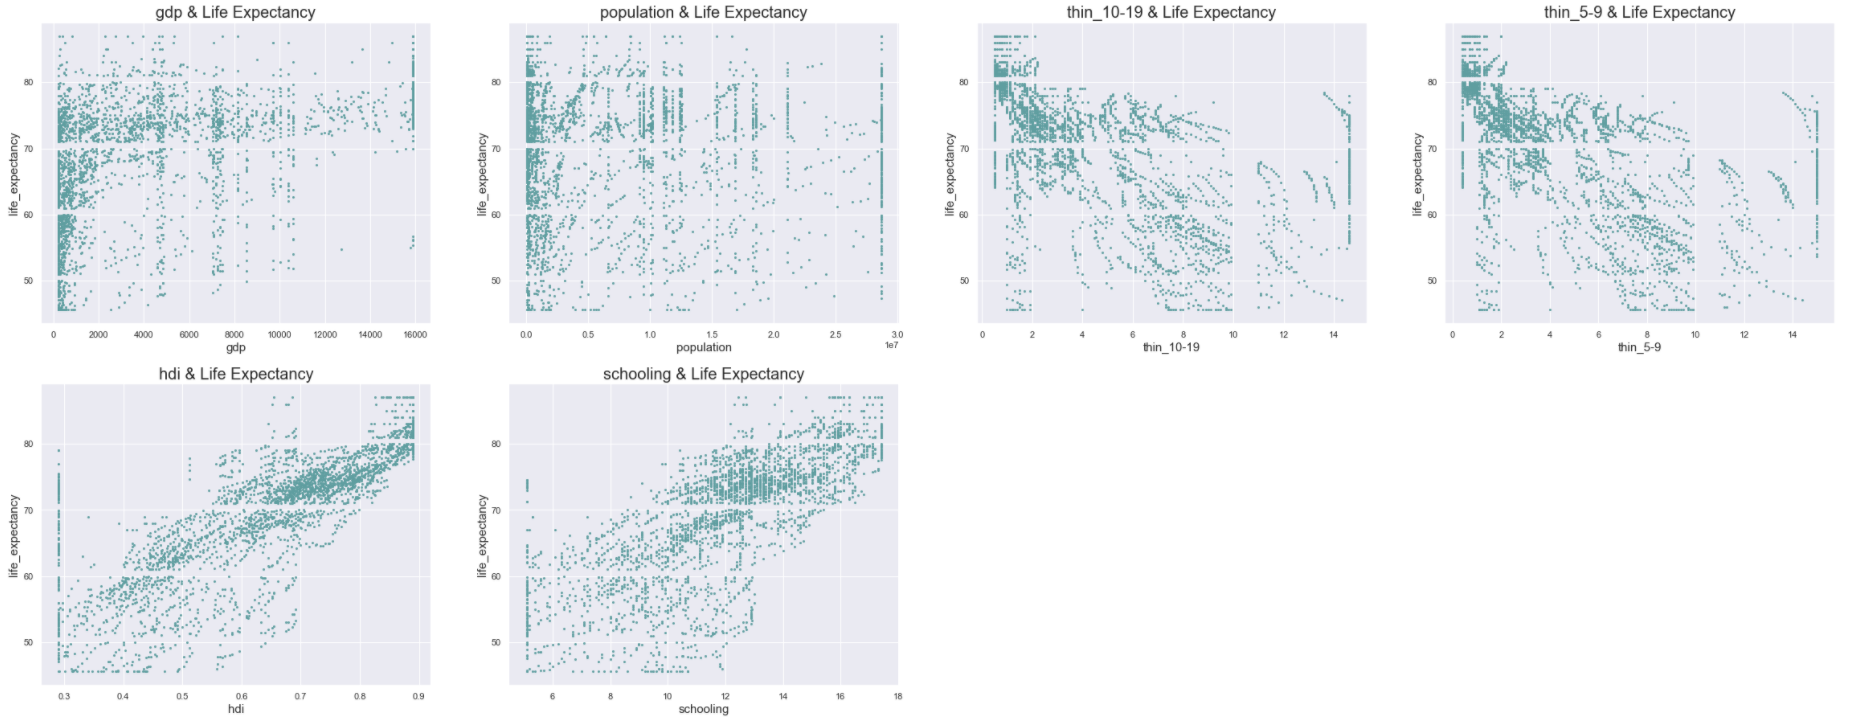 gdp & Life Expectancy
life_expectancy
80
70
60
50
0 2000 4000 6000 8000 10000 12000 14000 16000
gdp
population & Life Expectancy
life_expectancy
80
70
60
50
0.0 0.5 1.0 1.5 2.0 2.5 3.0
1e7
population
thin_10-19 & Life Expectancy
life_expectancy
80
70
60
50
0 2 4 6 8 10 12 14
thin_10-19
thin_5-9 & Life Expectancy
life_expectancy
80
70
60
50
0 2 4 6 8 10 12 14
thin_5-9
hdi & Life Expectancy
life_expectancy
80
70
60
50
0.3 0.4 0.5 0.6 0.7 0.8 0.9
hdi
schooling & Life Expectancy
life_expectancy
80
70
60
50
6 8 10 12 14 16 18
schooling